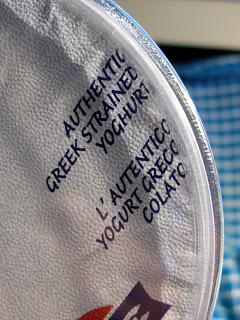 AUTHENTIC
GREEK STRAINED
YOGHURT
L'AUTENTICO
YOGURT GRECO
COLATO